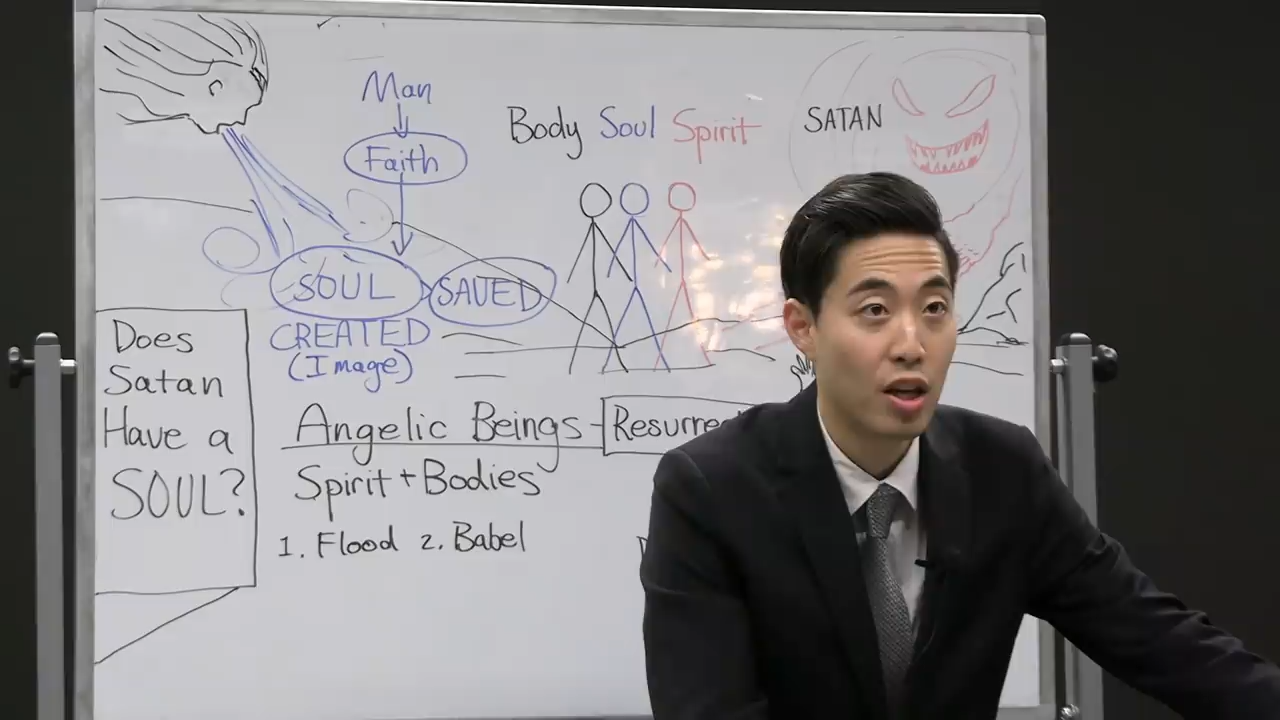 Man
Faith
SOUL
SAVED
CREATED
(Image)
Body Soul Spirit
SATAN
Does
Satan
Have a
SOUL?
Angelic Beings -
Spirit + Bodies
1. Flood 2. Babel